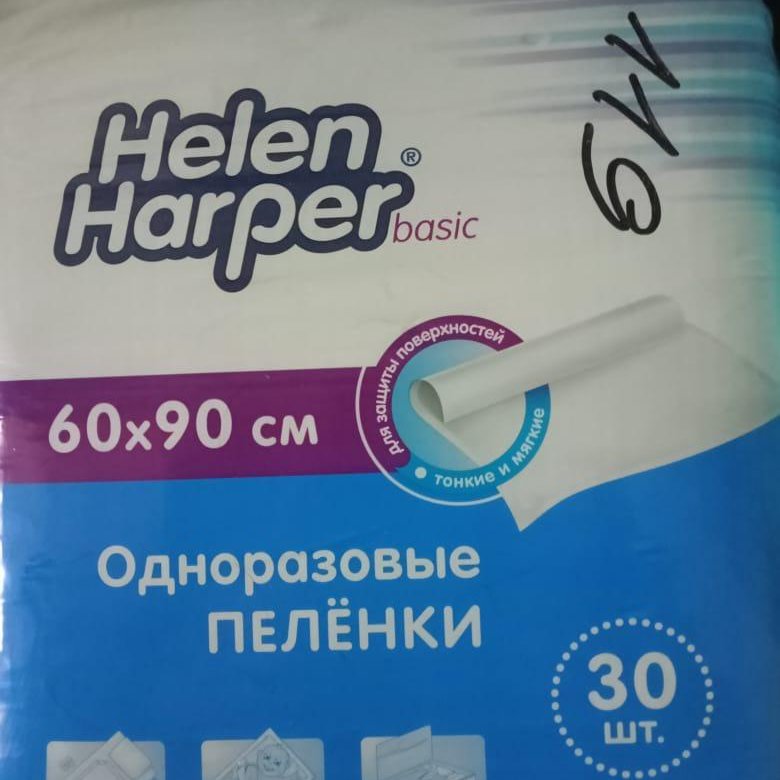 Helen
Harper®
basic
для защиты поверхностей
тонкие и мягкие
60x90 см
Одноразовые
ПЕЛЁНКИ
30
шт.